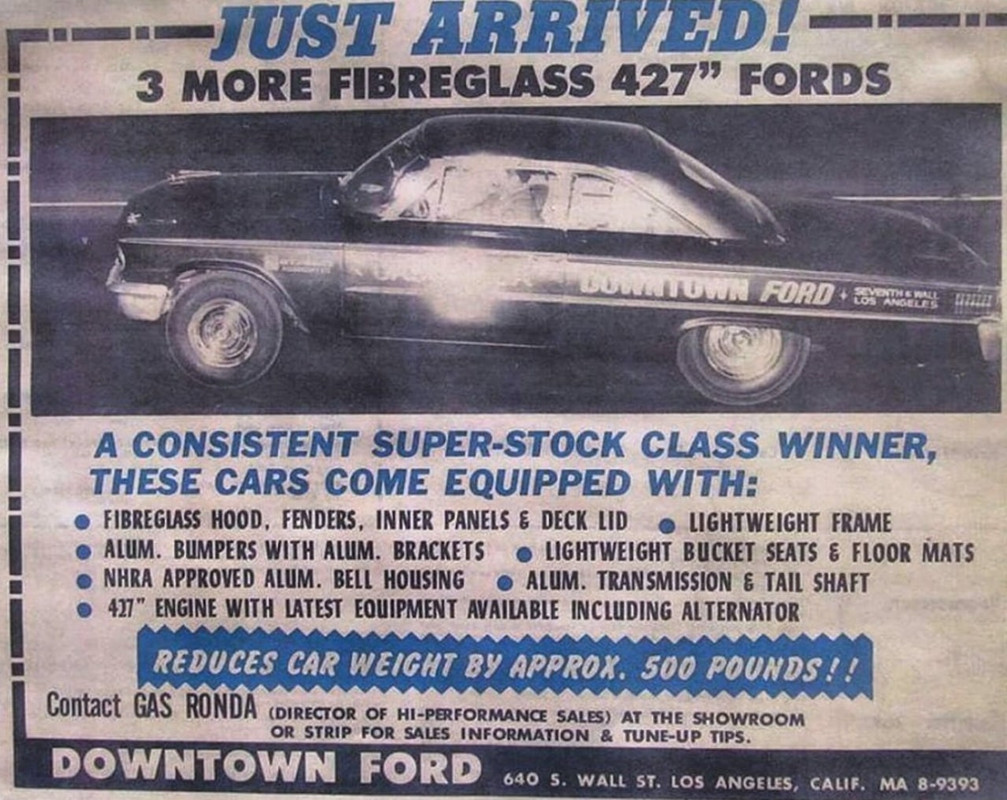 JUST ARRIVED!
3 MORE FIBREGLASS 427" FORDS
DOWNTOWN FORD
SEVENTH & WALL
LOS ANGELES
A CONSISTENT SUPER-STOCK CLASS WINNER,
THESE CARS COME EQUIPPED WITH:
● FIBREGLASS HOOD, FENDERS, INNER PANELS & DECK LID ● LIGHTWEIGHT FRAME
● ALUM. BUMPERS WITH ALUM. BRACKETS ● LIGHTWEIGHT BUCKET SEATS & FLOOR MATS
● NHRA APPROVED ALUM. BELL HOUSING ● ALUM. TRANSMISSION & TAIL SHAFT
● 427" ENGINE WITH LATEST EQUIPMENT AVAILABLE INCLUDING ALTERNATOR
REDUCES CAR WEIGHT BY APPROX. 500 POUNDS!!
Contact GAS RONDA (DIRECTOR OF HI-PERFORMANCE SALES) AT THE SHOWROOM
OR STRIP FOR SALES INFORMATION & TUNE-UP TIPS.
DOWNTOWN FORD 640 S. WALL ST. LOS ANGELES, CALIF. MA 8-9393